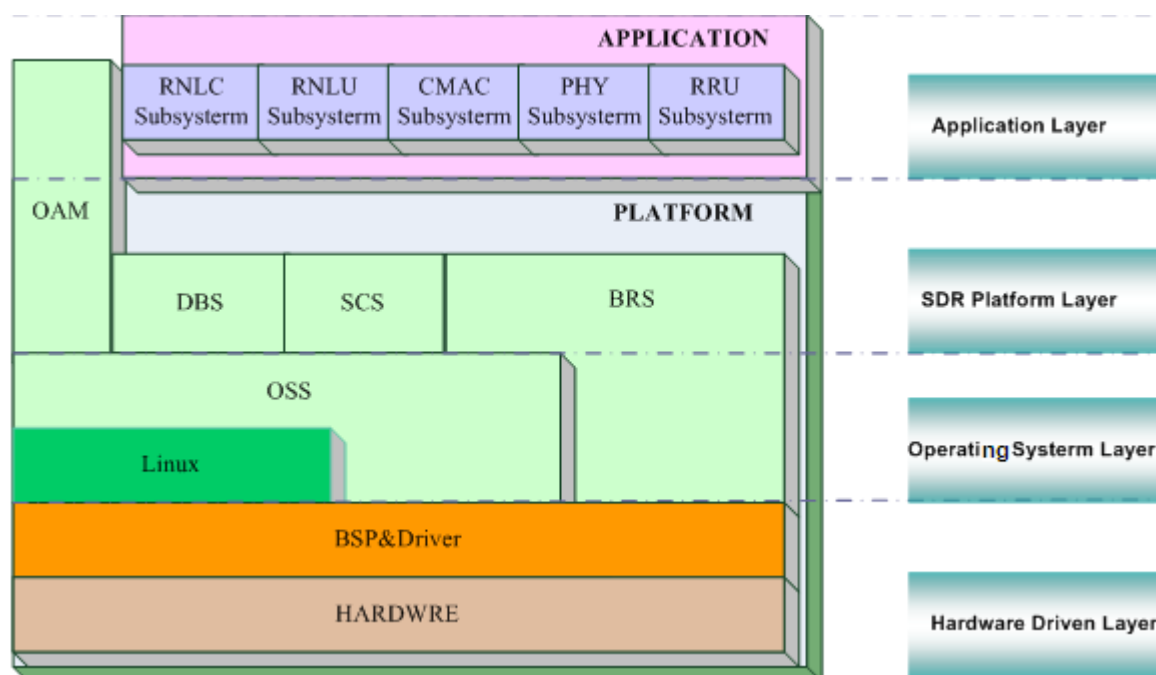 APPLICATION
RNLC
Subsysterm
RNLU
Subsysterm
CMAC
Subsysterm
PHY
Subsysterm
RRU
Subsysterm
Application Layer
OAM
PLATFORM
DBS
SCS
BRS
SDR Platform Layer
OSS
Linux
Operating Systerm Layer
BSP&Driver
HARDWRE
Hardware Driven Layer